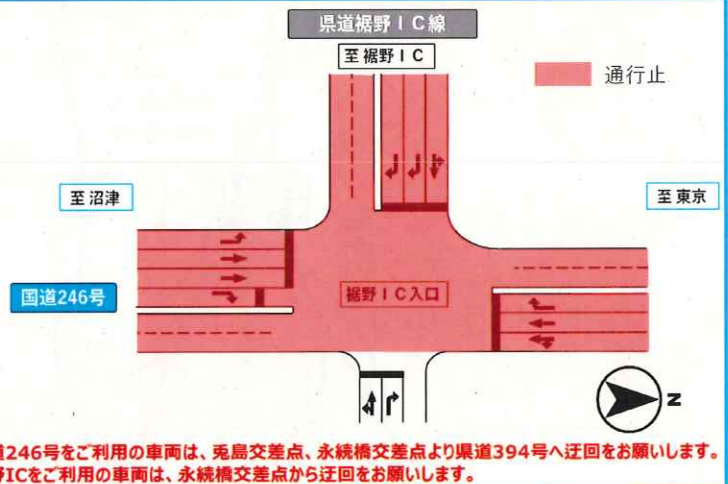 県道裾野IC線
至裾野IC
通行止
至沼津
至東京
国道246号
裾野IC入口
N
道246号をご利用の車両は、兎島交差点、永続橋交差点より県道394号へ迂回をお願いします。
野ICをご利用の車両は、永続橋交差点から迂回をお願いします。